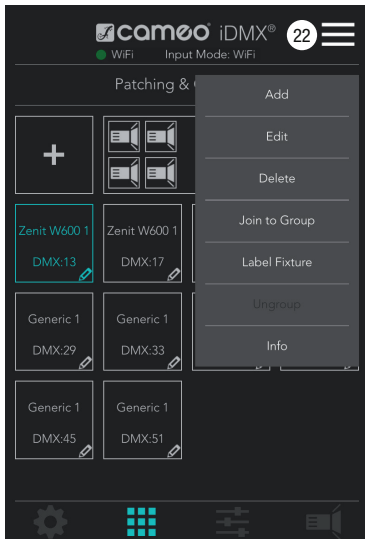 cameo® iDMX®
22
WiFi Input Mode: WiFi
Patching &
Add
Edit
Delete
Join to Group
Label Fixture
Ungroup
Info
+
Zenit W600 1
DMX:13
Zenit W600 1
DMX:17
Generic 1
DMX:29
Generic 1
DMX:33
Generic 1
DMX:45
Generic 1
DMX:51